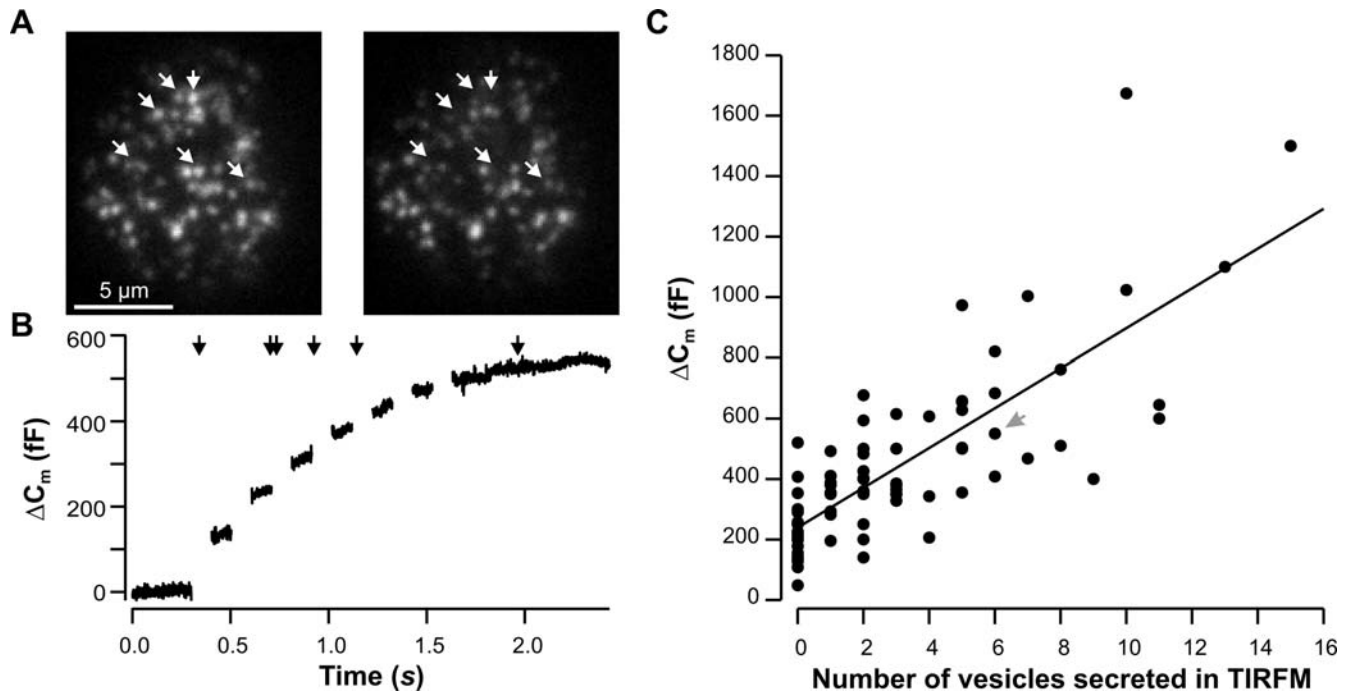 A
5 µm
B
ΔCm (fF)
600
400
200
0
0.0 0.5 1.0 1.5 2.0
Time (s)
C
ΔCm (fF)
1800
1600
1400
1200
1000
800
600
400
200
0
0 2 4 6 8 10 12 14 16
Number of vesicles secreted in TIRFM